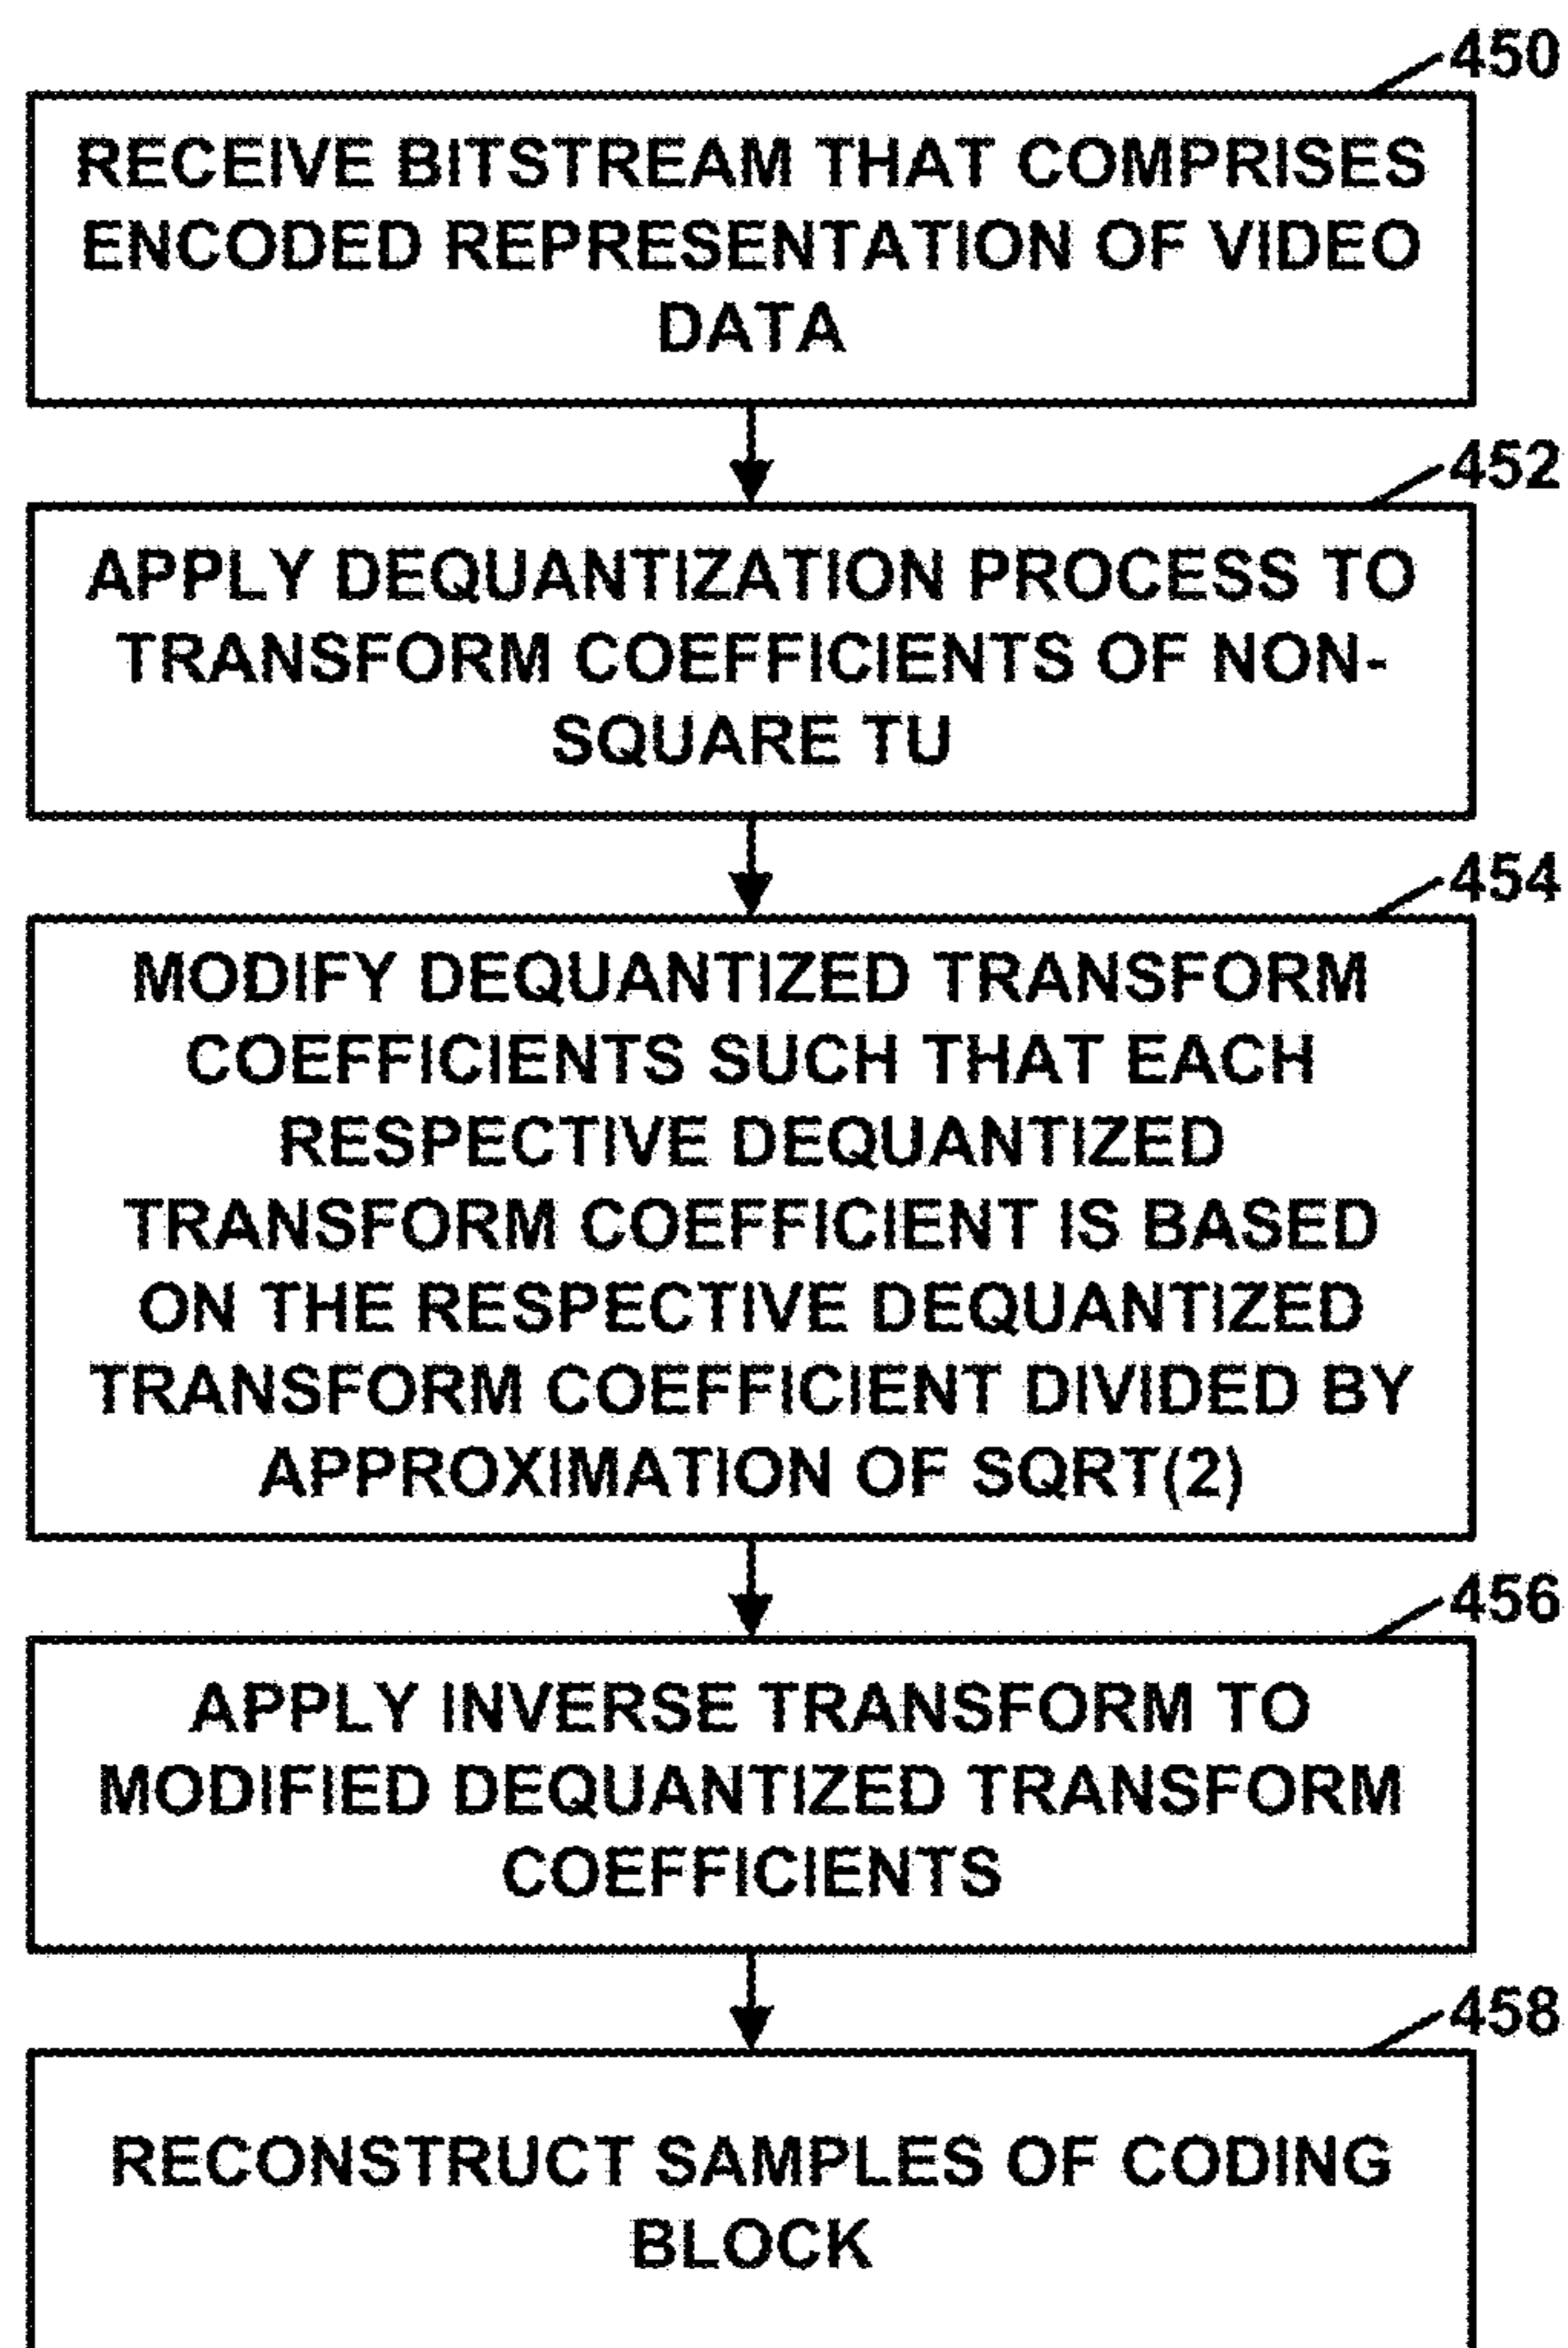 450
RECEIVE BITSTREAM THAT COMPRISES
ENCODED REPRESENTATION OF VIDEO
DATA
452
APPLY DEQUANTIZATION PROCESS TO
TRANSFORM COEFFICIENTS OF NON-
SQUARE TU
454
MODIFY DEQUANTIZED TRANSFORM
COEFFICIENTS SUCH THAT EACH
RESPECTIVE DEQUANTIZED
TRANSFORM COEFFICIENT IS BASED
ON THE RESPECTIVE DEQUANTIZED
TRANSFORM COEFFICIENT DIVIDED BY
APPROXIMATION OF SQRT(2)
456
APPLY INVERSE TRANSFORM TO
MODIFIED DEQUANTIZED TRANSFORM
COEFFICIENTS
458
RECONSTRUCT SAMPLES OF CODING
BLOCK